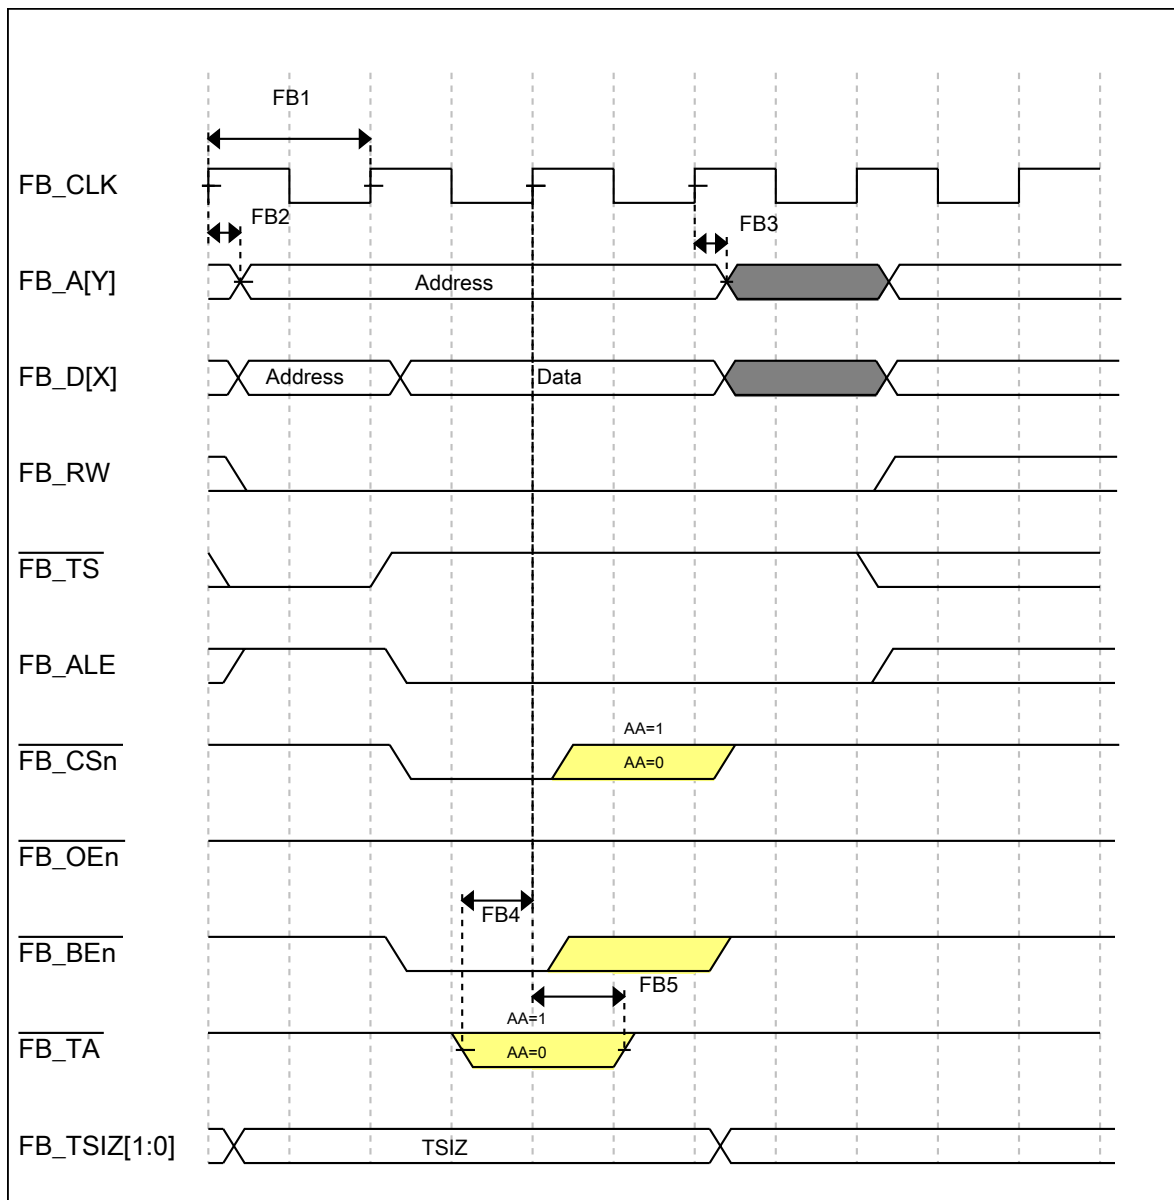 FB1
FB_CLK
FB2
FB3
FB_A[Y]
Address
FB_D[X]
Address
Data
FB_RW
FB_TS
FB_ALE
AA=1
FB_CSn
AA=0
FB_OEn
FB4
FB_BEn
FB5
AA=1
FB_TA
AA=0
FB_TSIZ[1:0]
TSIZ